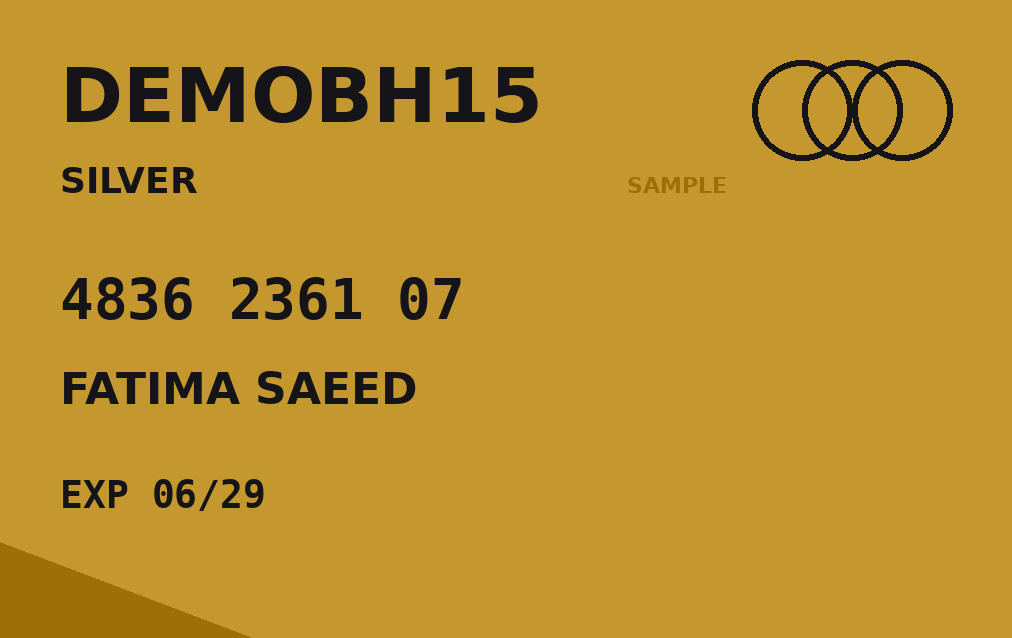 DEMOBH15
SILVER
SAMPLE
4836 2361 07
FATIMA SAEED
EXP 06/29